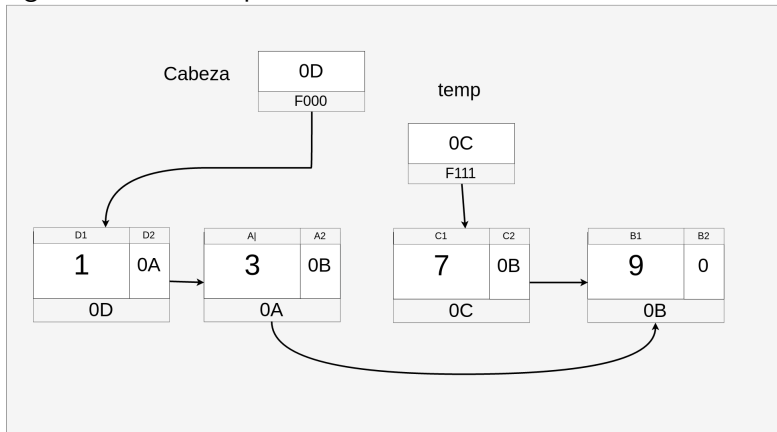 Cabeza
0D
F000
temp
0C
F111
D1
D2
1
0A
0D
A|
A2
3
0B
0A
C1
C2
7
0B
0C
B1
B2
9
0
0B